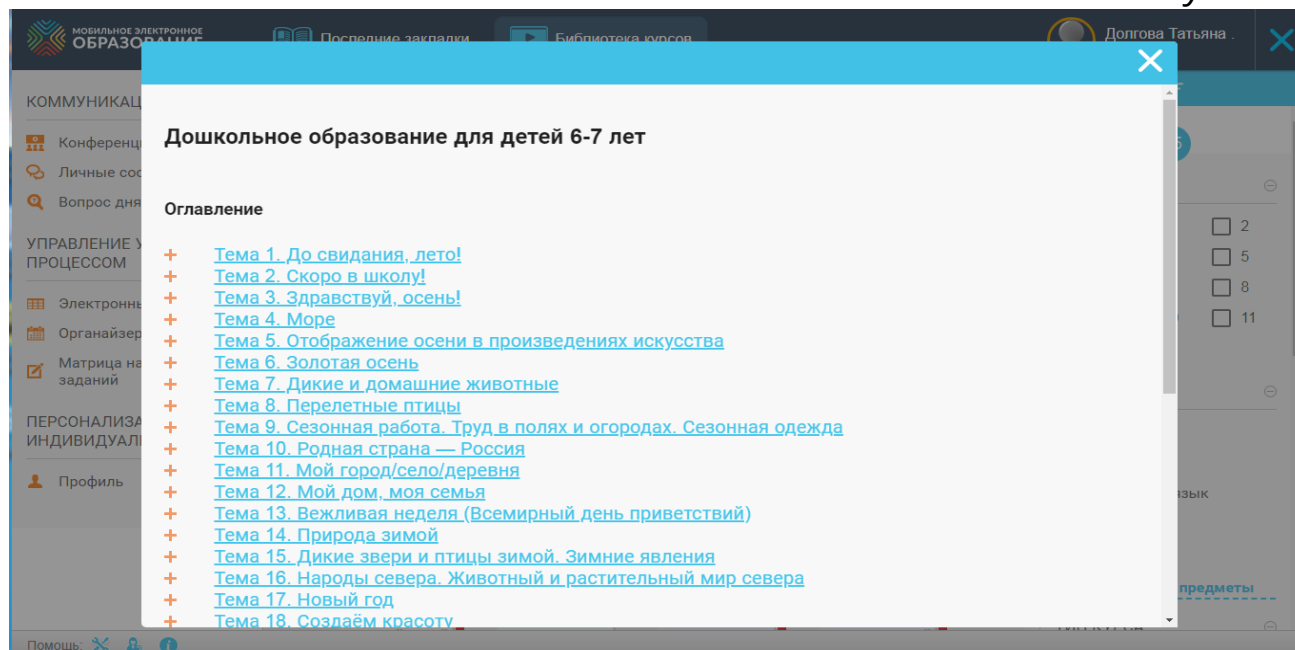 МОБИЛЬНОЕ ЭЛЕКТРОННОЕ
ОБРАЗОВАНИЕ
Последние закладки
Библиотека курсов
Долгова Татьяна .
КОММУНИКАЦ
Конференц
Личные соо
Вопрос дня
УПРАВЛЕНИЕ У
ПРОЦЕССОМ
Электронны
Органайзер
Матрица на
заданий
ПЕРСОНАЛИЗА
ИНДИВИДУАЛ
Профиль
Дошкольное образование для детей 6-7 лет
Оглавление
+ Тема 1. До свидания, лето!
+ Тема 2. Скоро в школу!
+ Тема 3. Здравствуй, осень!
+ Тема 4. Море
+ Тема 5. Отображение осени в произведениях искусства
+ Тема 6. Золотая осень
+ Тема 7. Дикие и домашние животные
+ Тема 8. Перелетные птицы
+ Тема 9. Сезонная работа. Труд в полях и огородах. Сезонная одежда
+ Тема 10. Родная страна — Россия
+ Тема 11. Мой город/село/деревня
+ Тема 12. Мой дом, моя семья
+ Тема 13. Вежливая неделя (Всемирный день приветствий)
+ Тема 14. Природа зимой
+ Тема 15. Дикие звери и птицы зимой. Зимние явления
+ Тема 16. Народы севера. Животный и растительный мир севера
+ Тема 17. Новый год
+ Тема 18. Создаём красоту
2
5
8
11
язык
предметы
ТИП КУРСА
Помощь: